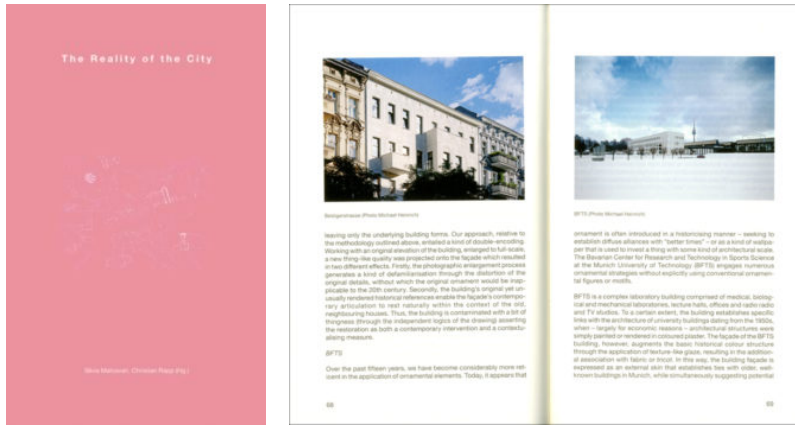 The Reality of the City
Silvia Malcovati, Christian Rapp (Hg.)
Belzigerstrasse (Photo: Michael Heinrich)
leaving only the underlying building forms. Our approach, relative to
the methodology outlined above, entailed a kind of double-encoding.
Working with an original elevation of the building, enlarged to full-scale,
a new thing-like quality was projected onto the façade which resulted
in two different effects. Firstly, the photographic enlargement process
generates a kind of defamiliarisation through the distortion of the
original details, without which the original ornament would be inap-
plicable to the 20th century. Secondly, the building's original yet un-
usually rendered historical references enable the façade's contempo-
rary articulation to rest naturally within the context of the old,
neighbouring houses. Thus, the building is contaminated with a bit of
thingness (through the independent logics of the drawing) asserting
the restoration as both a contemporary intervention and a contextu-
alising measure.
BFTS
Over the past fifteen years, we have become considerably more ret-
icent in the application of ornamental elements. Today, it appears that
68
BFTS (Photo: Michael Heinrich)
ornament is often introduced in a historicising manner – seeking to
establish diffuse alliances with "better times" – or as a kind of wallpa-
per that is used to invest a thing with some kind of architectural scale.
The Bavarian Center for Research and Technology in Sports Science
at the Munich University of Technology (BFTS) engages numerous
ornamental strategies without explicitly using conventional ornamen-
tal figures or motifs.
BFTS is a complex laboratory building comprised of medical, biolog-
ical and mechanical laboratories, lecture halls, offices and radio radio
and TV studios. To a certain extent, the building establishes specific
links with the architecture of university buildings dating from the 1950s,
when – largely for economic reasons – architectural structures were
simply painted or rendered in coloured plaster. The façade of the BFTS
building, however, augments the basic historical colour structure
through the application of texture-like glaze, resulting in the addition-
al association with fabric or tricot. In this way, the building façade is
expressed as an external skin that establishes ties with older, well-
known buildings in Munich, while simultaneously suggesting potential
69